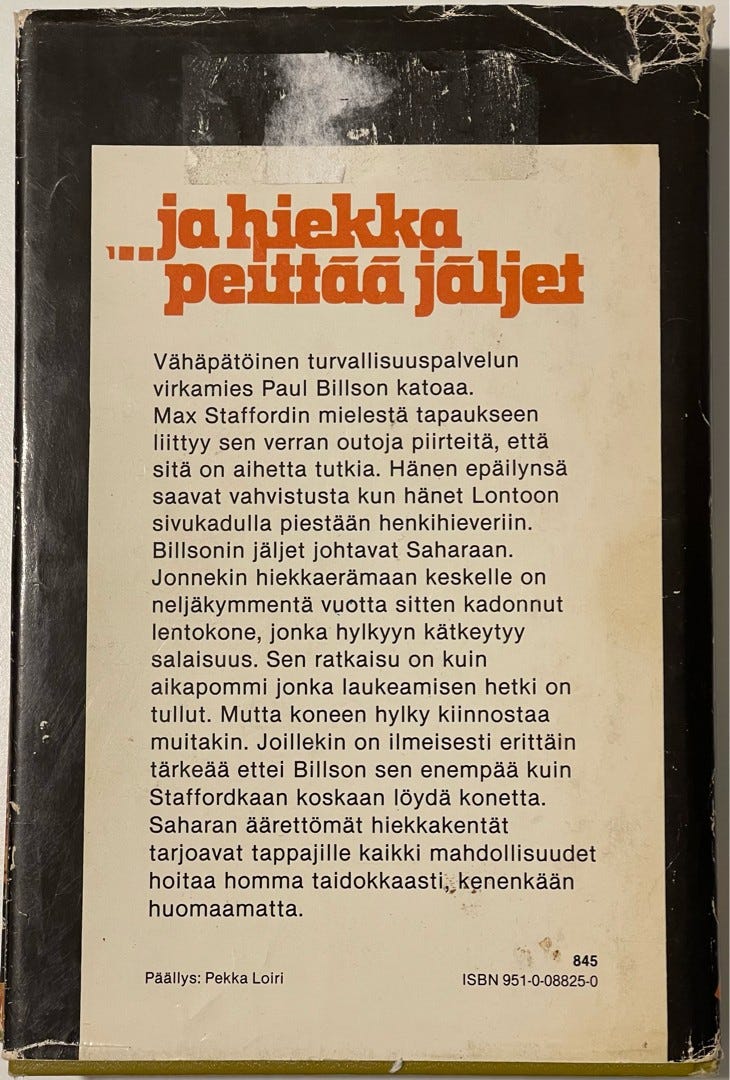 ...ja hiekka
peittää jäljet
Vähäpätöinen turvallisuuspalvelun
virkamies Paul Billson katoaa.
Max Staffordin mielestä tapaukseen
liittyy sen verran outoja piirteitä, että
sitä on aihetta tutkia. Hänen epäilynsä
saavat vahvistusta kun hänet Lontoon
sivukadulla piestään henkihieveriin.
Billsonin jäljet johtavat Saharaan.
Jonnekin hiekkaerämaan keskelle on
neljäkymmentä vuotta sitten kadonnut
lentokone, jonka hylkyyn kätkeytyy
salaisuus. Sen ratkaisu on kuin
aikapommi jonka laukeamisen hetki on
tullut. Mutta koneen hylky kiinnostaa
muitakin. Joillekin on ilmeisesti erittäin
tärkeää ettei Billson sen enempää kuin
Staffordkaan koskaan löydä konetta.
Saharan äärettömät hiekkakentät
tarjoavat tappajille kaikki mahdollisuudet
hoitaa homma taidokkaasti, kenenkään
huomaamatta.
845
Päällys: Pekka Loiri ISBN 951-0-08825-0